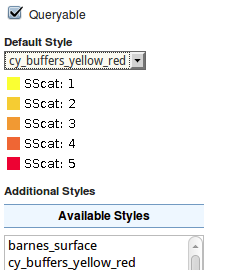 Queryable
Default Style
cy_buffers_yellow_red
SScat: 1
SScat: 2
SScat: 3
SScat: 4
SScat: 5
Additional Styles
Available Styles
barnes_surface
cy_buffers_yellow_red